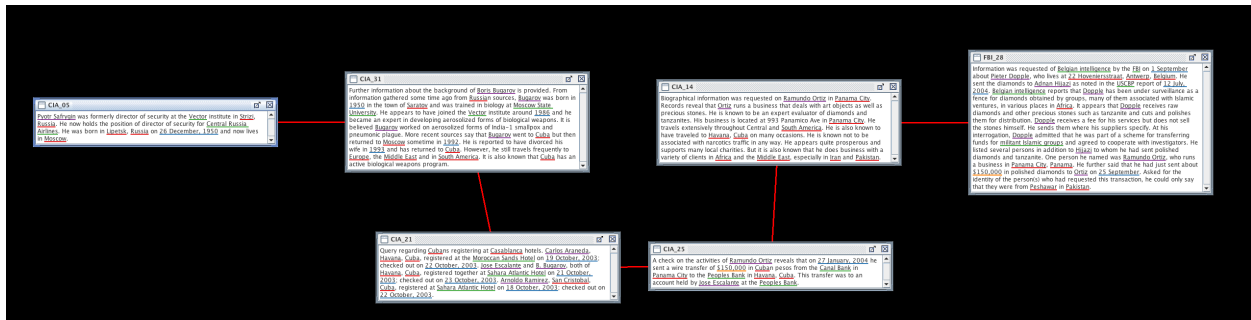 CIA_05
Pyotr Safrygin was formerly director of security at the Vector institute in Strizi,
Russia. He now holds the position of director of security for Central Russia
Airlines. He was born in Lipetsk, Russia on 26 December, 1950 and now lives
in Moscow.
CIA_31
Further information about the background of Boris Bugarov is provided. From
information gathered some time ago from Russian sources, Bugarov was born in
1950 in the town of Saratov and was trained in biology at Moscow State
University. He appears to have joined the Vector institute around 1986 and he
became an expert in developing aerosolized forms of biological weapons. It is
believed Bugarov worked on aerosolized forms of India-1 smallpox and
pneumonic plague. More recent sources say that Bugarov went to Cuba but then
returned to Moscow sometime in 1992. He is reported to have divorced his
wife in 1993 and has returned to Cuba. However, he still travels frequently to
Europe, the Middle East and in South America. It is also known that Cuba has an
active biological weapons program.
CIA_14
Biographical information was requested on Ramundo Ortiz in Panama City.
Records reveal that Ortiz runs a business that deals with art objects as well as
precious stones. He is known to be an expert evaluator of diamonds and
tanzanites. His business is located at 993 Panamico Ave in Panama City. He
travels extensively throughout Central and South America. He is also known to
have traveled to Havana, Cuba on many occasions. He is known not to be
associated with narcotics traffic in any way. He appears quite prosperous and
supports many local charities. But it is also known that he does business with a
variety of clients in Africa and the Middle East, especially in Iran and Pakistan.
FBI_28
Information was requested of Belgian intelligence by the FBI on 1 September
about Pieter Dopple, who lives at 22 Hoveniersstraat, Antwerp, Belgium. He
sent the diamonds to Adnan Hijazi as noted in the USCBP report of 12 July,
2004. Belgian intelligence reports that Dopple has been under surveillance as a
fence for diamonds obtained by groups, many of them associated with Islamic
interests, in various places in Africa. It appears that Dopple receives raw
diamonds and other precious stones such as tanzanite and cuts and polishes
them for distribution. Dopple receives a fee for his services but does not sell
the stones himself. He sends them where his suppliers specify. At his
interrogation, Dopple admitted that he was in part of a scheme for transferring
funds for militant Islamic groups and agreed to cooperate with investigators. He
listed several persons in addition to Hijazi to whom he had sent polished
diamonds and tanzanite. One person he named was Ramundo Ortiz, who runs
a business in Panama City, Panama. He further said that he had just sent about
$150,000 in polished diamonds to Ortiz on 25 September. Asked for the
identity of the person(s) who had requested this transaction, he could only say
that they were from Peshawar in Pakistan.
CIA_21
Query regarding Cubans registering at Casablanca hotels. Carlos Araneda,
Havana, Cuba, registered at the Moroccan Sands Hotel on 19 October, 2003;
checked out on 22 October, 2003. Jose Escalante and B. Bugarov, both of
Havana, Cuba, registered together at Sahara Atlantic Hotel on 21 October,
2003; checked out on 23 October, 2003. Arnoldo Ramirez, San Cristobal,
Cuba, registered at Sahara Atlantic Hotel on 18 October, 2003; checked out on
22 October, 2003.
CIA_25
A check on the activities of Ramundo Ortiz reveals that on 27 January, 2004 he
sent a wire transfer of $150,000 in Cuban pesos from the Canal Bank in
Panama City to the Peoples Bank in Havana, Cuba. This transfer was to an
account held by Jose Escalante at the Peoples Bank.